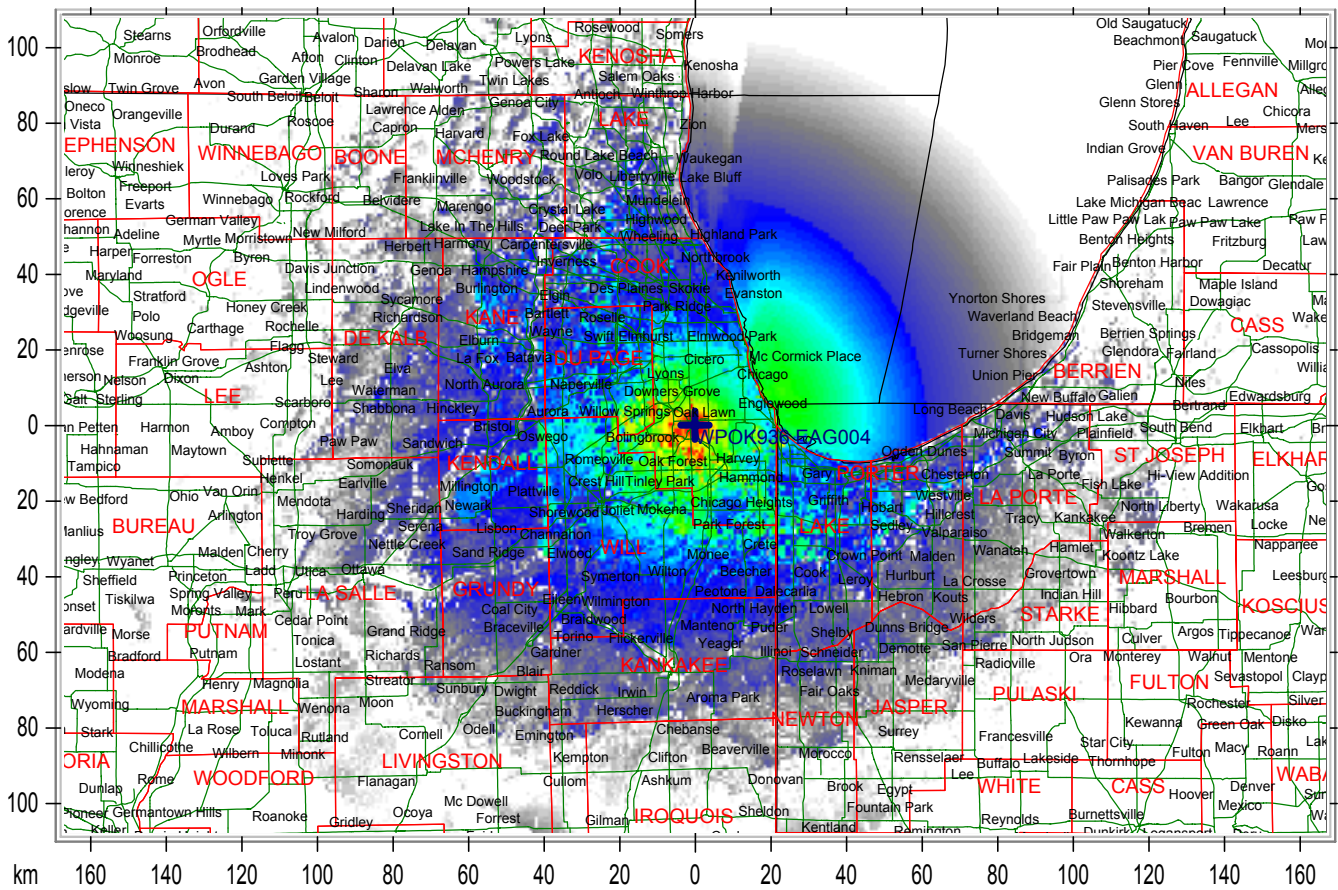 100
80
60
40
20
0
20
40
60
80
100
km 160 140 120 100 80 60 40 20 0 20 40 60 80 100 120 140 160
Stearns
Orfordville
Avalon
Darien
Delavan
Lyons
Rosewood
Somers
Old Saugatuck
Beachmont
Saugatuck
Monroe
Brodhead
Afton
Clinton
Delavan Lake
Powers Lake
KENOSHA
Kenosha
Pier Cove
Fennville
Garden Village
Salem Oaks
Twin Grove
Avon
Sharon
Walworth
Twin Lakes
Glenn
ALLEGAN
South Beloit
Beloit
Genoa City
Antioch
Winthrop Harbor
Glenn Stores
Oneco
Orangeville
Roscoe
Lawrence
Alden
LAKE
Chicora
Vista
Durand
Capron
Harvard
Fox Lake
Zion
South Haven
Lee
WINNEBAGO
BOONE
MCHENRY
Round Lake Beach
Waukegan
Indian Grove
VAN BUREN
Winneshiek
Loves Park
Franklinville
Woodstock
Volo
Libertyville
Lake Bluff
Palisades Park
Bangor
Glendale
Bolton
Freeport
Evarts
Winnebago
Rockford
Belvidere
Marengo
Crystal Lake
Mundelein
Lake Michigan Beac
Lawrence
German Valley
Lake In The Hills
Deer Park
Highwood
Little Paw Paw Lak
Paw Paw Lake
Adeline
Myrtle
Morristown
New Milford
Herbert
Harmony
Carpentersville
Wheeling
Highland Park
Benton Heights
Fritzburg
Forreston
Byron
Inverness
COOK
Northbrook
Fair Plain
Benton Harbor
Decatur
Maryland
OGLE
Davis Junction
Genoa
Hampshire
Kenilworth
Shoreham
Maple Island
Lindenwood
Burlington
Elgin
Des Plaines
Skokie
Evanston
Ynorton Shores
Stevensville
Dowagiac
Stratford
Honey Creek
Sycamore
KANE
Bartlett
Roselle
Park Ridge
Waverland Beach
Polo
Carthage
Rochelle
Richardson
Wayne
Swift
Elmhurst
Elmwood Park
Bridgeman
Berrien Springs
CASS
Woosung
Flagg
DE KALB
Elburn
La Fox
Batavia
DU PAGE
Cicero
Mc Cormick Place
Turner Shores
Glendora
Fairland
Cassopolis
Franklin Grove
Steward
Elva
Lyons
Chicago
Union Pier
BERRIEN
Nelson
Dixon
Ashton
Lee
Waterman
North Aurora
Naperville
Downers Grove
Niles
Sterling
LEE
Scarboro
Shabbona
Hinckley
Aurora
Willow Springs
Oak Lawn
Englewood
Long Beach
New Buffalo
Galien
Bertrand
Edwardsburg
Harmon
Amboy
Compton
Bristol
WPOK936 EAG004
Davis
Hudson Lake
South Bend
Elkhart
Hahnaman
Maytown
Paw Paw
Sandwich
Oswego
Bolingbrook
Harvey
Ogden Dunes
Michigan City
Plainfield
Tampico
Sublette
Somonauk
KENDALL
Romeoville
Oak Forest
Gary
PORTER
Chesterton
Summit
Byron
ST JOSEPH
Henkel
Earlville
Millington
Crest Hill
Tinley Park
Hammond
La Porte
Hi-View Addition
Ohio
Van Orin
Mendota
Sheridan
Newark
Plattville
Shorewood
Joliet
Mokena
Chicago Heights
Griffith
Hobart
Westville
LA PORTE
Fish Lake
North Liberty
Wakarusa
BUREAU
Arlington
Harding
Serena
Lisbon
Channahon
Park Forest
LAKE
Sedley
Hillcrest
Valparaiso
Tracy
Kankakee
Bremen
Locke
Troy Grove
Nettle Creek
WILL
Crete
Walkerton
Nappanee
Wyanet
Malden
Cherry
Sand Ridge
Elwood
Monee
Crown Point
Malden
Wanatah
Hamlet
Koontz Lake
Sheffield
Princeton
Ladd
Utica
Ottawa
Symerton
Wilton
Beecher
Cook
Leroy
Hurlburt
La Crosse
Grovertown
MARSHALL
Leesburg
Tiskilwa
Spring Valley
Peru
LA SALLE
GRUNDY
Eileen
Wilmington
Peotone
Dalecarlia
Hebron
Kouts
Indian Hill
Bourbon
Moronts
Mark
Coal City
Braidwood
North Hayden
Lowell
STARKE
Hibbard
PUTNAM
Cedar Point
Grand Ridge
Braceville
Manteno
Puder
Shelby
Dunns Bridge
Wilders
Argos
Tippecanoe
Morse
Tonica
Torino
Plickerville
Yeager
North Judson
Culver
Bradford
Putnam
Lostant
Richards
Gardner
Illinoi
Schneider
Demotte
San Pierre
Ora
Monterey
Walnut
Mentone
Modena
Ransom
Blair
KANKAKEE
Roselawn
Kniman
Radioville
FULTON
Sevastopol
Henry
Magnolia
Streator
Sunbury
Dwight
Reddick
Irwin
Aroma Park
Fair Oaks
Medaryville
PULASKI
Rochester
Silver
Wyoming
MARSHALL
Wenona
Moon
Buckingham
Herscher
NEWTON
JASPER
Kewanna
Green Oak
Disko
Stark
La Rose
Toluca
Rutland
Cornell
Odell
Emington
Chebanse
Surrey
Francesville
Star City
Chillicothe
Wilbern
Minonk
LIVINGSTON
Kempton
Clifton
Beaverville
Morocco
Rensselaer
Buffalo
Lakeside
Thornhope
Fulton
Macy
Roann
Rome
WOODFORD
Flanagan
Cullom
Ashkum
Donovan
Brook
Egypt
Lee
WHITE
CASS
Hoover
Denver
Dunlap
Mc Dowell
Fountain Park
Mexico
Germantown Hills
Roanoke
Gridley
Ocoya
Forrest
Gilman
IROQUOIS
Sheldon
Kentland
Reynolds
Burnettsville